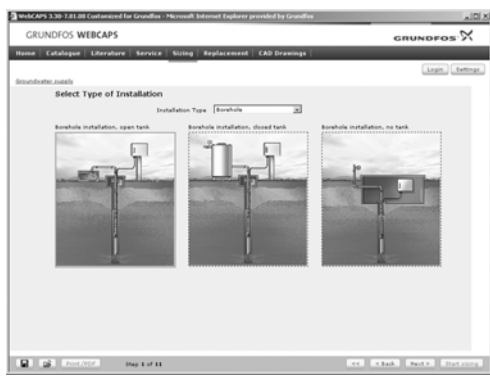 WebCAPS 3.30-7.01.08 Customized for Grundfos - Microsoft Internet Explorer provided by Grundfos
GRUNDFOS WEBCAPS
GRUNDFOS
Home Catalogue Literature Service Sizing Replacement CAD Drawings
Login Settings
Groundwater supply
Select Type of Installation
Installation Type Borehole
Borehole installation, open tank Borehole installation, closed tank Borehole installation, no tank
Print/PDF Step 1 of 11 << < Back Next > Start sizing